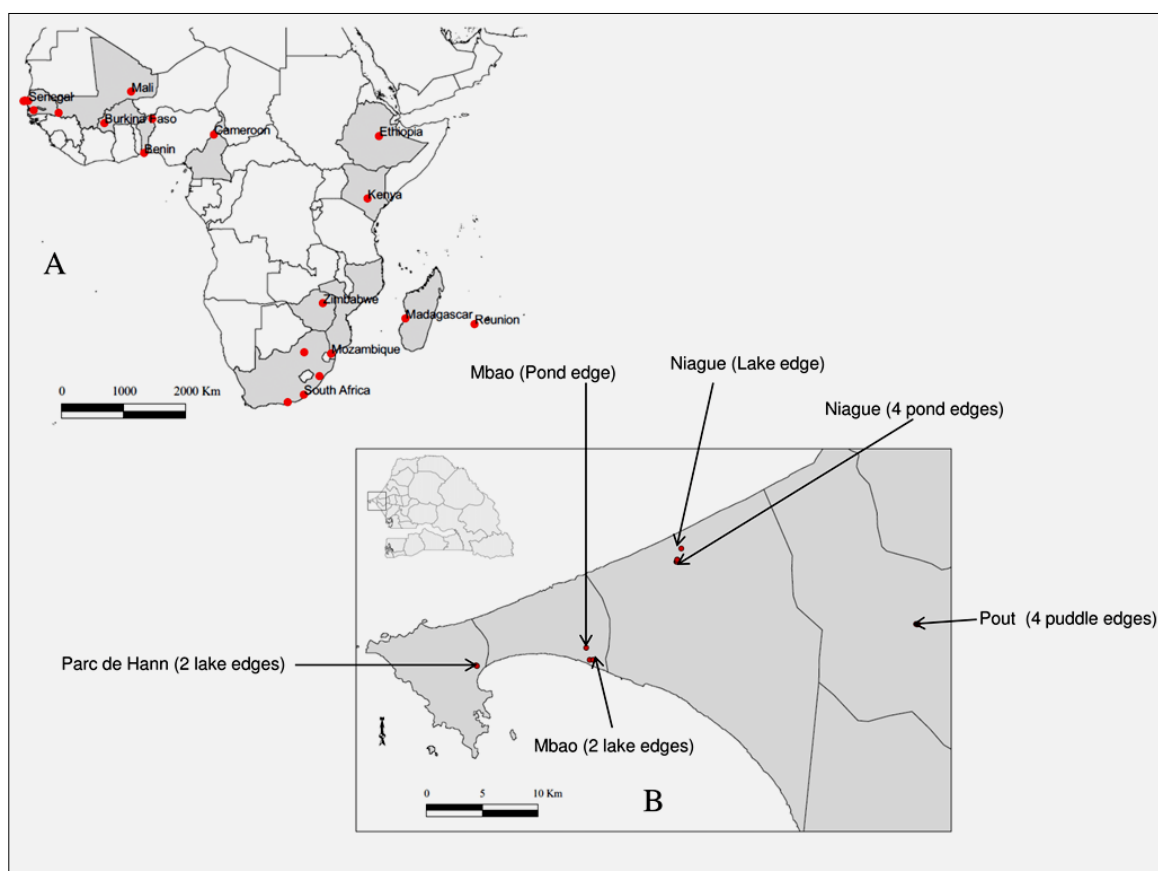 Mali
Senegal
Burkina Faso
Cameroon
Ethiopia
Benin
Kenya
A
Zimbabwe
Madagascar
Reunion
Mozambique
0 1000 2000 Km
South Africa
Niague (Lake edge)
Mbao (Pond edge)
Niague (4 pond edges)
Pout (4 puddle edges)
Parc de Hann (2 lake edges)
Mbao (2 lake edges)
0 5 10 Km
B